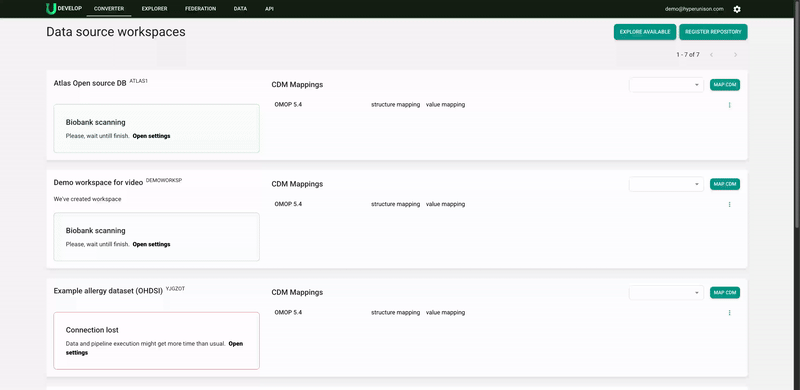 DEVELOP CONVERTER EXPLORER FEDERATION DATA API demo@hyperunison.com
Data source workspaces EXPLORE AVAILABLE REGISTER REPOSITORY
1 - 7 of 7
Atlas Open source DB ATLAS1 CDM Mappings MAP CDM
OMOP 5.4 structure mapping value mapping
Biobank scanning
Please, wait untill finish. Open settings
Demo workspace for video DEMOWORKSP CDM Mappings MAP CDM
We've created workspace OMOP 5.4 structure mapping value mapping
Biobank scanning
Please, wait untill finish. Open settings
Example allergy dataset (OHDSI) YJGZOT CDM Mappings MAP CDM
OMOP 5.4 structure mapping value mapping
Connection lost
Data and pipeline execution might get more time than usual. Open
settings